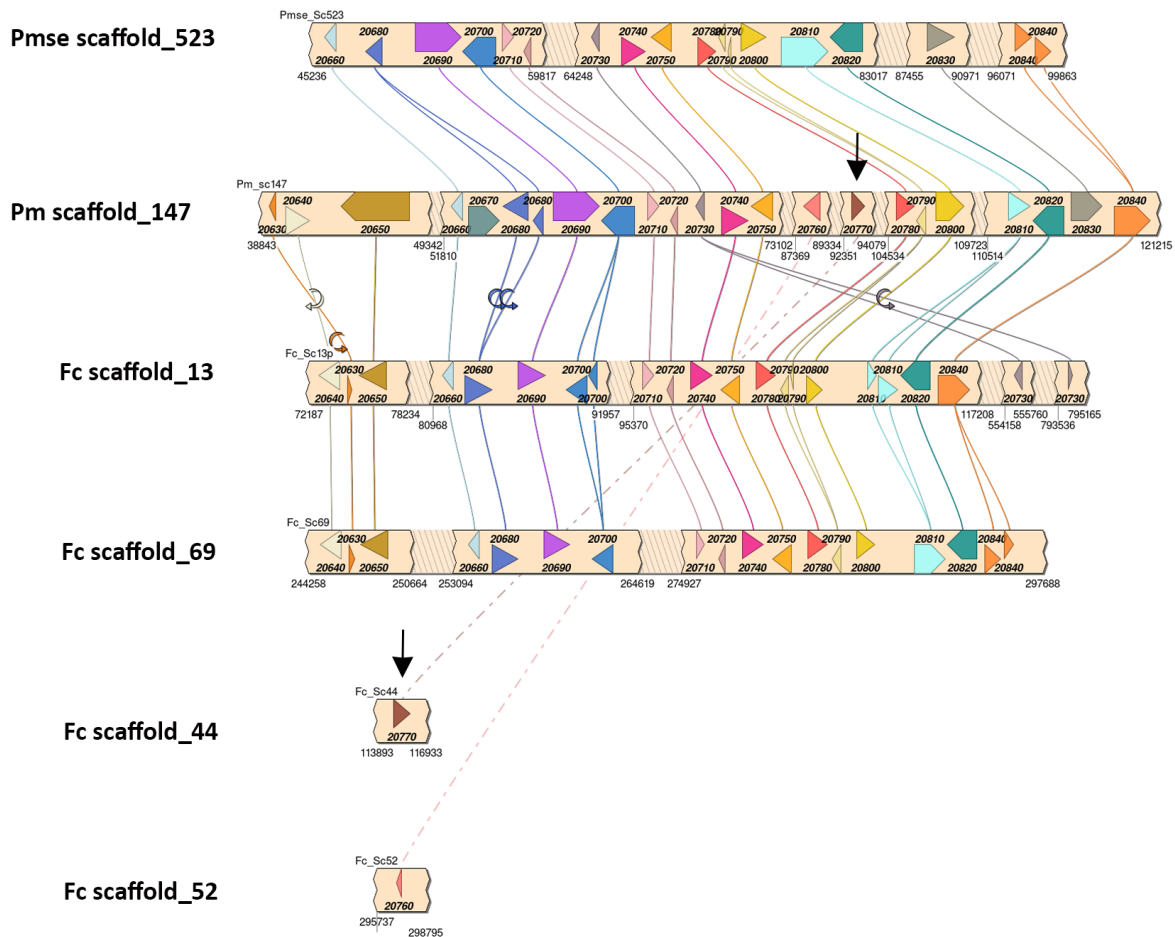 Pmse_Sc523
Pmse scaffold_523
20680 20700 20720 20740 20780 20790 20810 20840
20660 20690 20710 20750 20790 20800 20820 20830 20840
45236 59817 64248 83017 87455 90971 96071 99863
Pm_sc147
Pm scaffold_147
20640 20670 20680 20700 20720 20740 20790 20820 20840
20630 20650 20660 20680 20690 20710 20730 20750 20760 20770 20780 20800 20810 20830
38843 49342 73102 89334 94079 109723 121215
51810 87369 92351 104534 110514
Fc_Sc13p
Fc scaffold_13
20630 20680 20720 20750 20790 20800 20810 20840 20730
20640 20650 20660 20690 20700 20710 20740 20780 20790 20810 20820 20730
72187 78234 91957 117208 555760 795165
80968 95370 554158 793536
Fc_Sc69
Fc scaffold_69
20630 20680 20700 20720 20750 20790 20810 20840
20640 20650 20660 20690 20710 20740 20780 20800 20820 20840
244258 250664 253094 264619 274927 297688
Fc_Sc44
Fc scaffold_44
20770
113893 116933
Fc_Sc52
Fc scaffold_52
20760
295737
298795